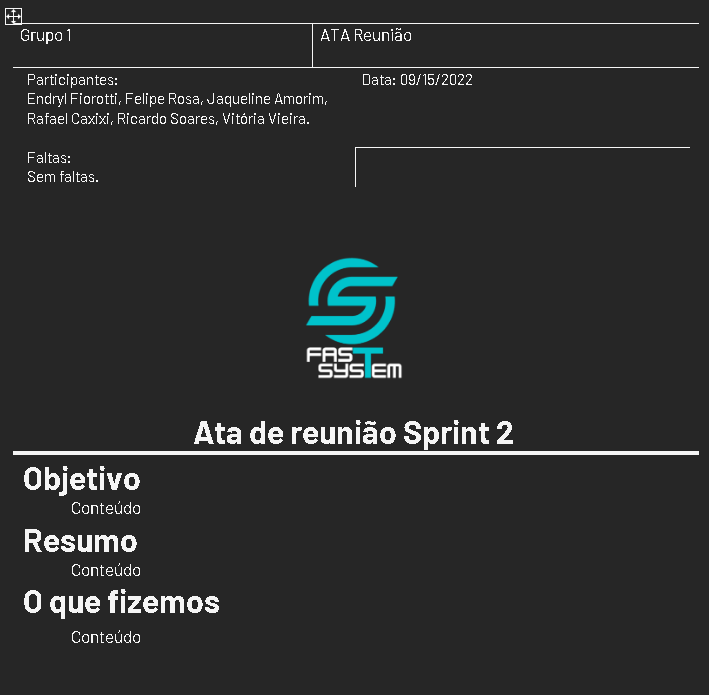 Grupo 1
ATA Reunião
Participantes:
Endryl Fiorotti, Felipe Rosa, Jaqueline Amorim,
Rafael Caxixi, Ricardo Soares, Vitória Vieira.
Data: 09/15/2022
Faltas:
Sem faltas.
FAST
SYSTEM
Ata de reunião Sprint 2
Objetivo
Conteúdo
Resumo
Conteúdo
O que fizemos
Conteúdo